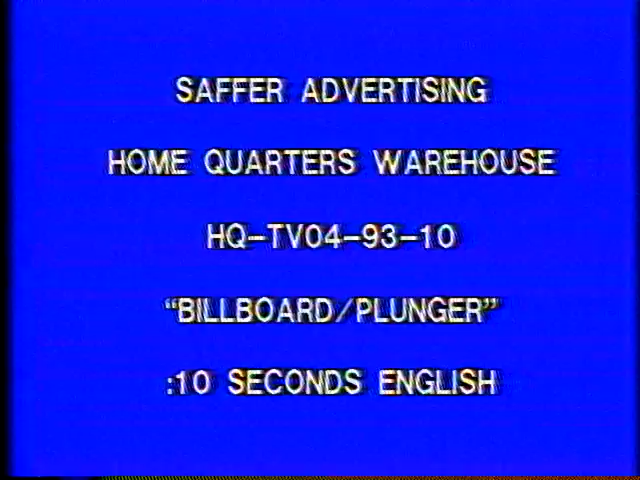 SAFFER ADVERTISING
HOME QUARTERS WAREHOUSE
HQ-TV04-93-10
“BILLBOARD/PLUNGER”
:10 SECONDS ENGLISH